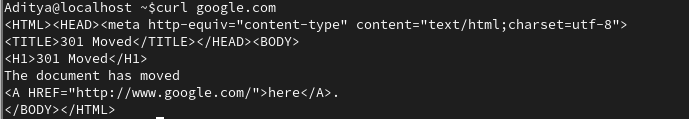 Aditya@localhost ~$curl google.com
<HTML><HEAD><meta http-equiv="content-type" content="text/html;charset=utf-8">
<TITLE>301 Moved</TITLE></HEAD><BODY>
<H1>301 Moved</H1>
The document has moved
<A HREF="http://www.google.com/">here</A>.
</BODY></HTML>